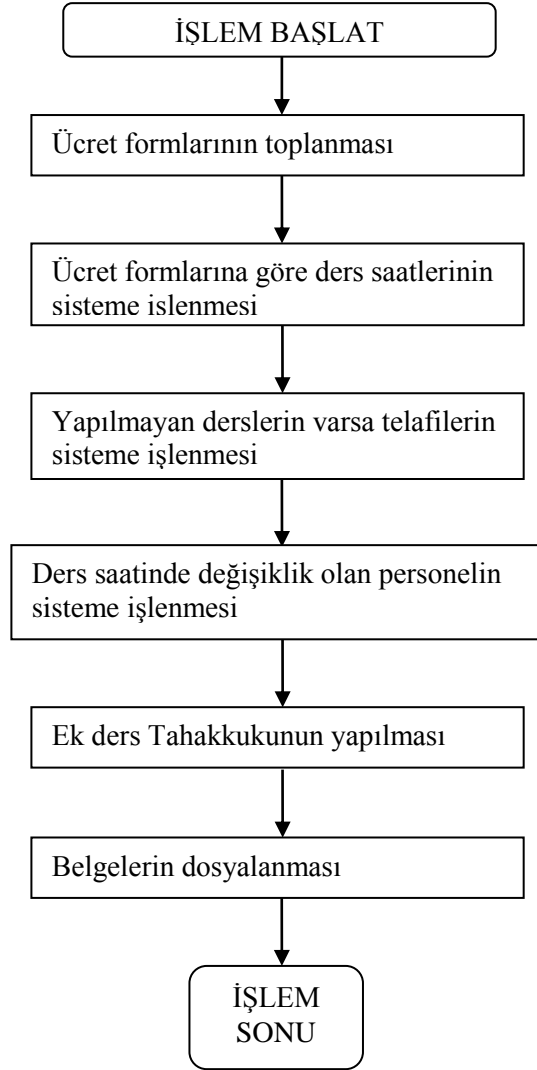 İŞLEM BAŞLAT
Ücret formlarının toplanması
Ücret formlarına göre ders saatlerinin
sisteme islenmesi
Yapılmayan derslerin varsa telafilerin
sisteme işlenmesi
Ders saatinde değişiklik olan personelin
sisteme işlenmesi
Ek ders Tahakkukunun yapılması
Belgelerin dosyalanması
İŞLEM
SONU